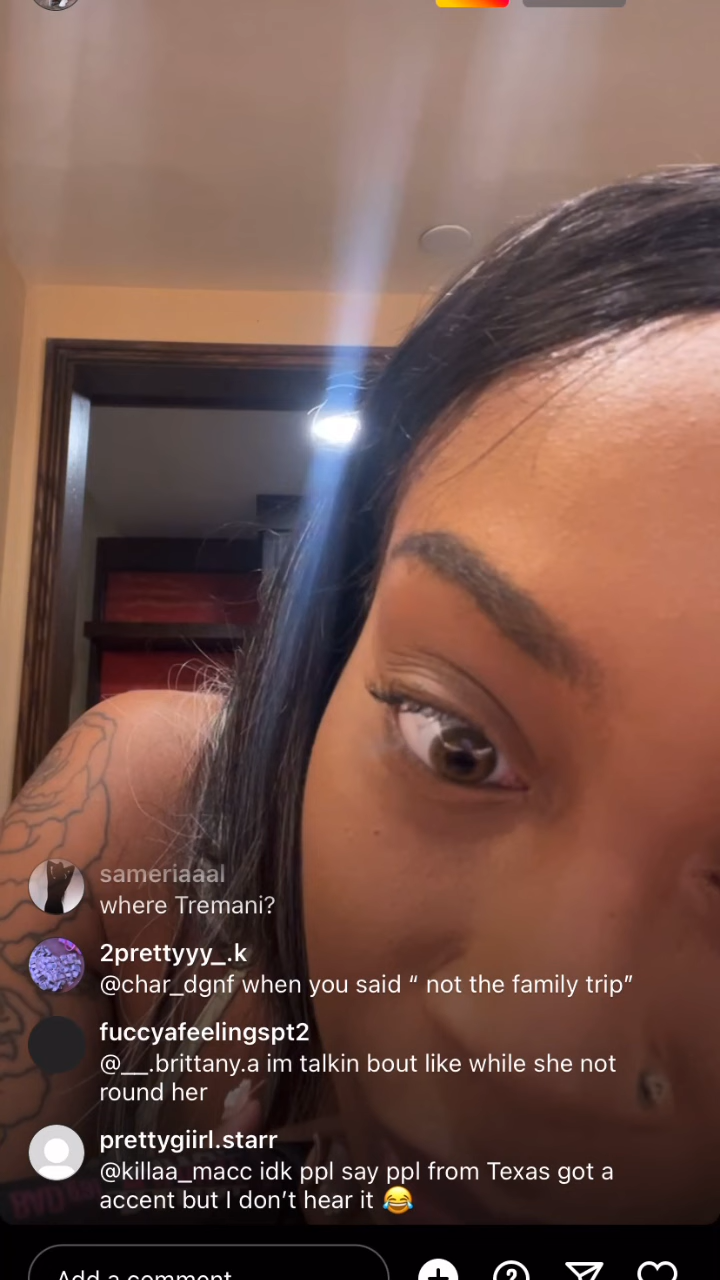 sameriaaal
where Tremani?
2prettyyy_.k
@char_dgnf when you said “ not the family trip”
fuccyafeelingspt2
@__.brittany.a im talkin bout like while she not
round her
prettygiirl.starr
@killaa_macc idk ppl say ppl from Texas got a
accent but I don’t hear it 😂
Add a comment